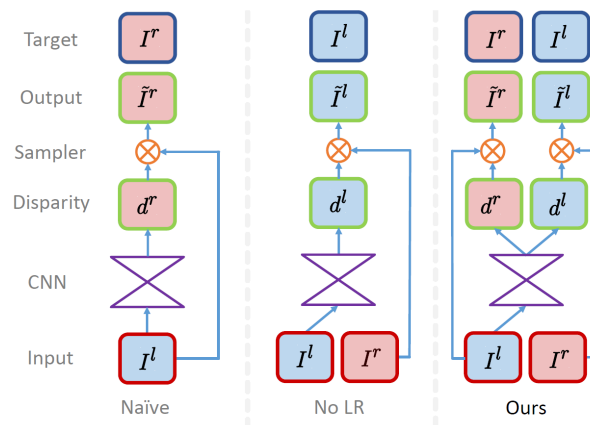 Target I^r I^l I^r I^l
Output Ĩ^r Ĩ^l Ĩ^r Ĩ^l
Sampler
Disparity d^r d^l d^r d^l
CNN
Input I^l I^l I^r I^l I^r
Naïve No LR Ours